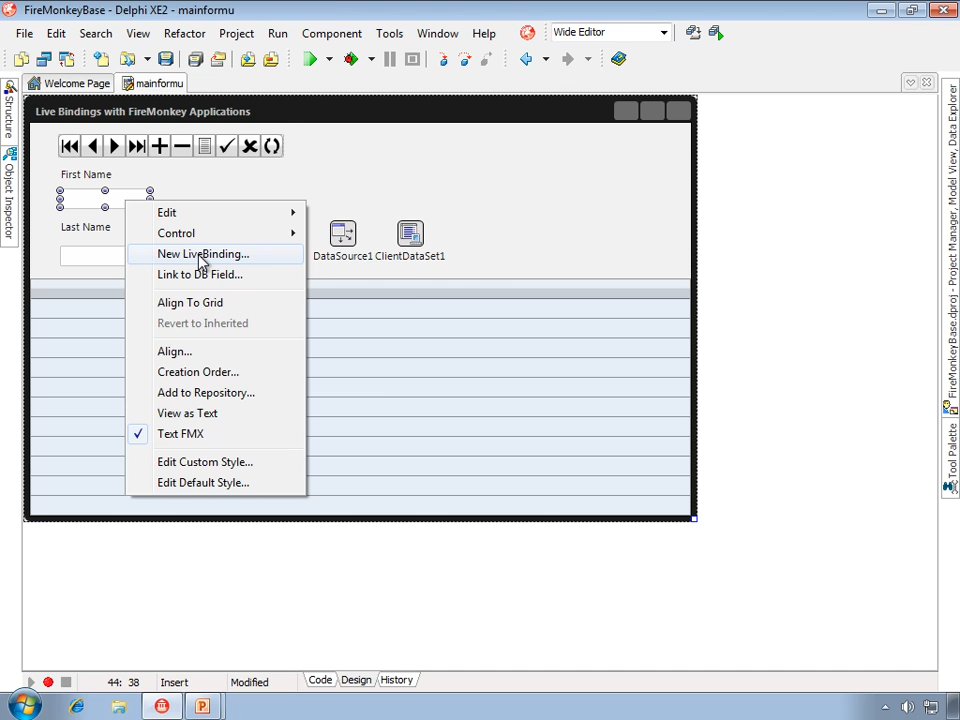 FireMonkeyBase - Delphi XE2 - mainformu
File Edit Search View Refactor Project Run Component Tools Window Help
Wide Editor
Welcome Page
mainformu
Structure
Object Inspector
Live Bindings with FireMonkey Applications
First Name
Last Name
Edit
Control
New LiveBinding...
Link to DB Field...
Align To Grid
Revert to Inherited
Align...
Creation Order...
Add to Repository...
View as Text
Text FMX
Edit Custom Style...
Edit Default Style...
DataSource1 ClientDataSet1
FireMonkeyBase.dproj - Project Manager, Model View, Data Explorer
Tool Palette
44: 38
Insert
Modified
Code
Design
History